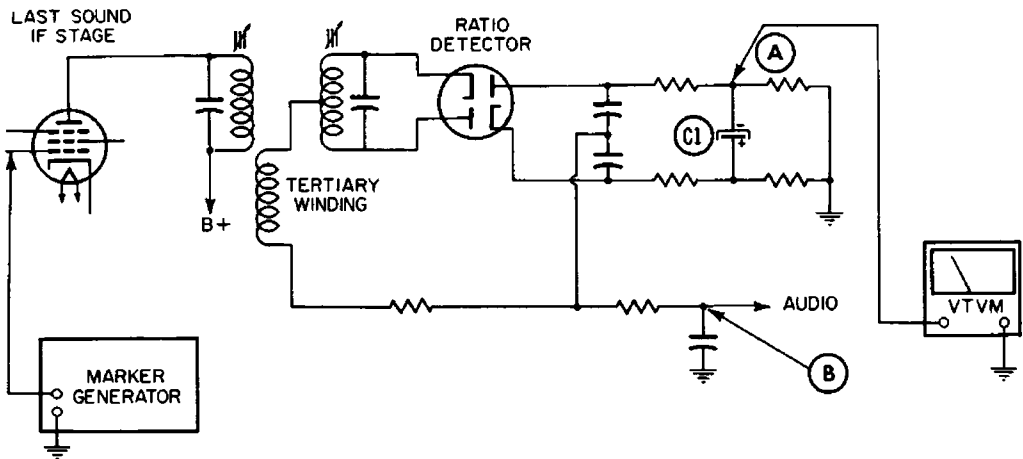 LAST SOUND
IF STAGE
RATIO
DETECTOR
A
C1
-
+
TERTIARY
WINDING
B+
VTVM
AUDIO
B
MARKER
GENERATOR